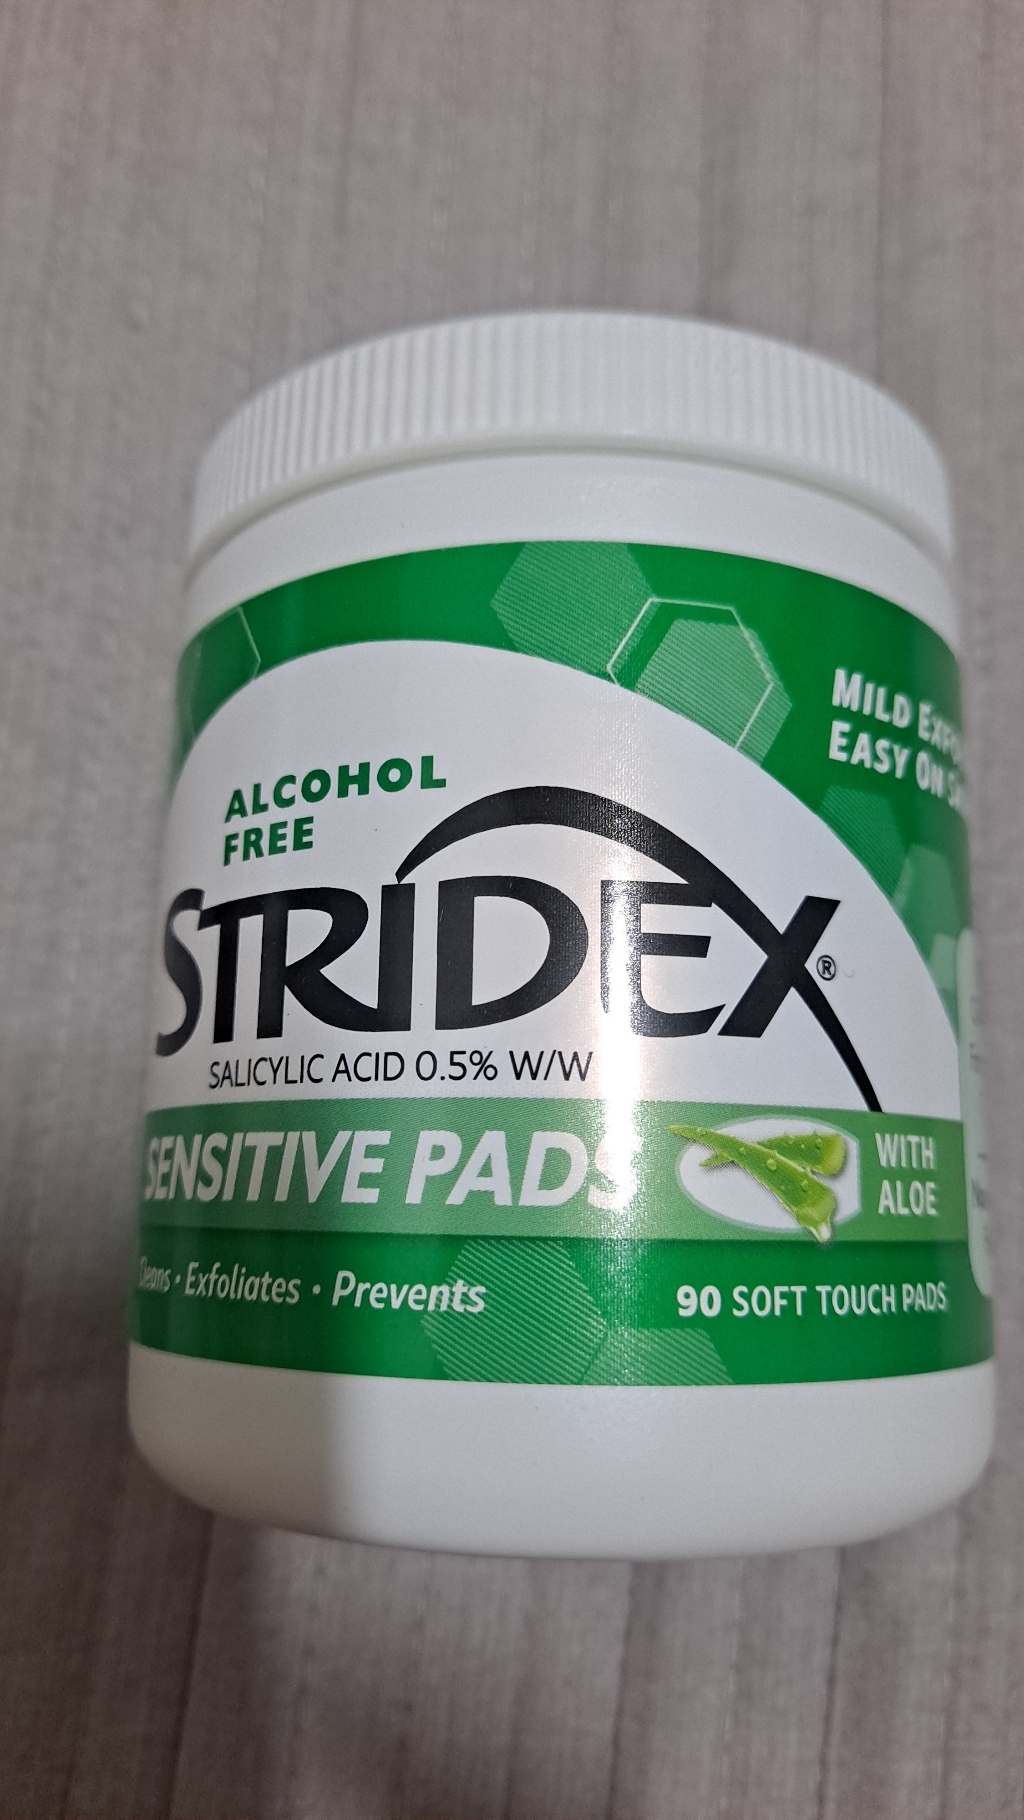 MILD
EASY ON
ALCOHOL
FREE
STRIDEX®
SALICYLIC ACID 0.5% W/W
SENSITIVE PADS
WITH
ALOE
Cleans • Exfoliates • Prevents
90 SOFT TOUCH PADS